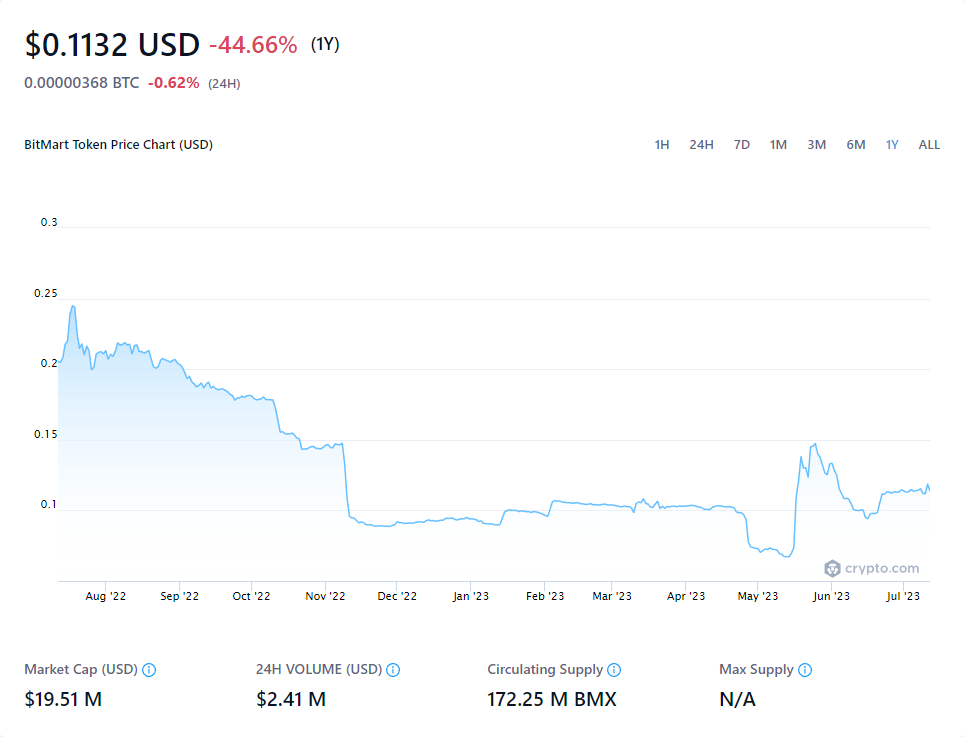 $0.1132 USD -44.66% (1Y)
0.00000368 BTC -0.62% (24H)
BitMart Token Price Chart (USD)
1H 24H 7D 1M 3M 6M 1Y ALL
0.3
0.25
0.2
0.15
0.1
crypto.com
Aug '22 Sep '22 Oct '22 Nov '22 Dec '22 Jan '23 Feb '23 Mar '23 Apr '23 May '23 Jun '23 Jul '23
Market Cap (USD) 24H VOLUME (USD) Circulating Supply Max Supply
$19.51 M $2.41 M 172.25 M BMX N/A